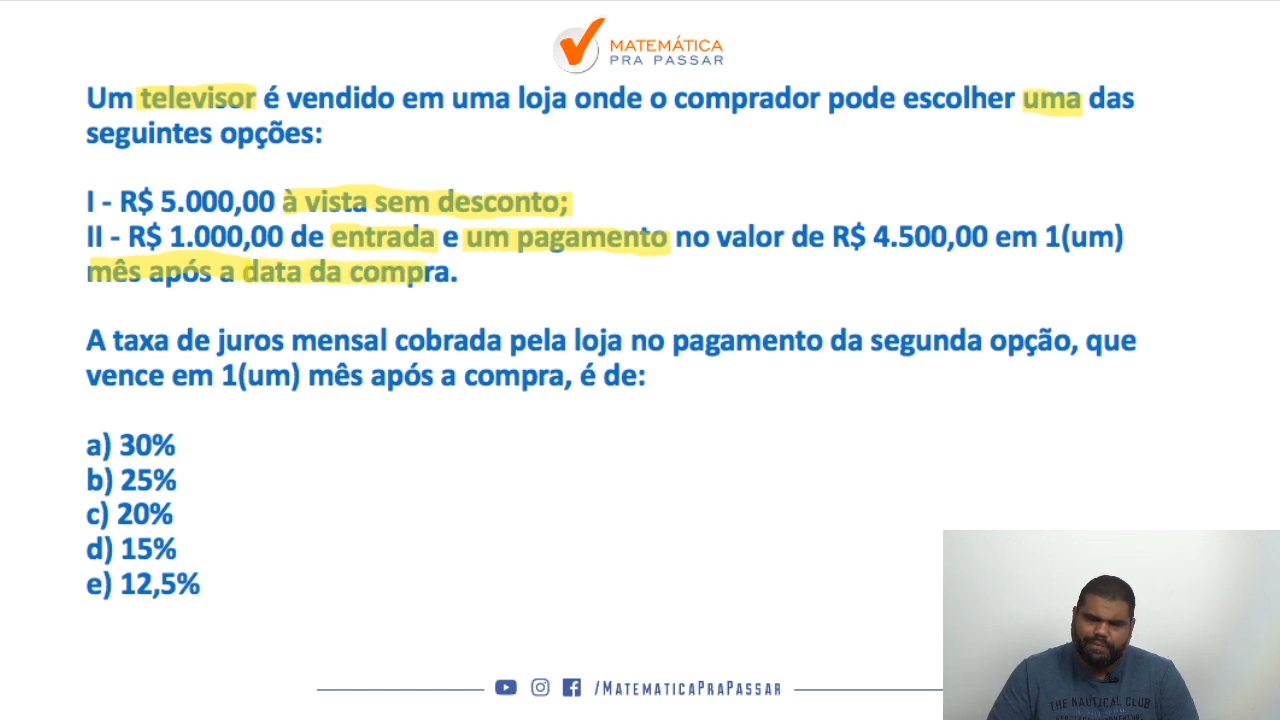 MATEMÁTICA
PRA PASSAR
Um televisor é vendido em uma loja onde o comprador pode escolher uma das
seguintes opções:
I - R$ 5.000,00 à vista sem desconto;
II - R$ 1.000,00 de entrada e um pagamento no valor de R$ 4.500,00 em 1(um)
mês após a data da compra.
A taxa de juros mensal cobrada pela loja no pagamento da segunda opção, que
vence em 1(um) mês após a compra, é de:
a) 30%
b) 25%
c) 20%
d) 15%
e) 12,5%
/MATEMATICAPRAPASSAR
THE NAUTICAL CLUB